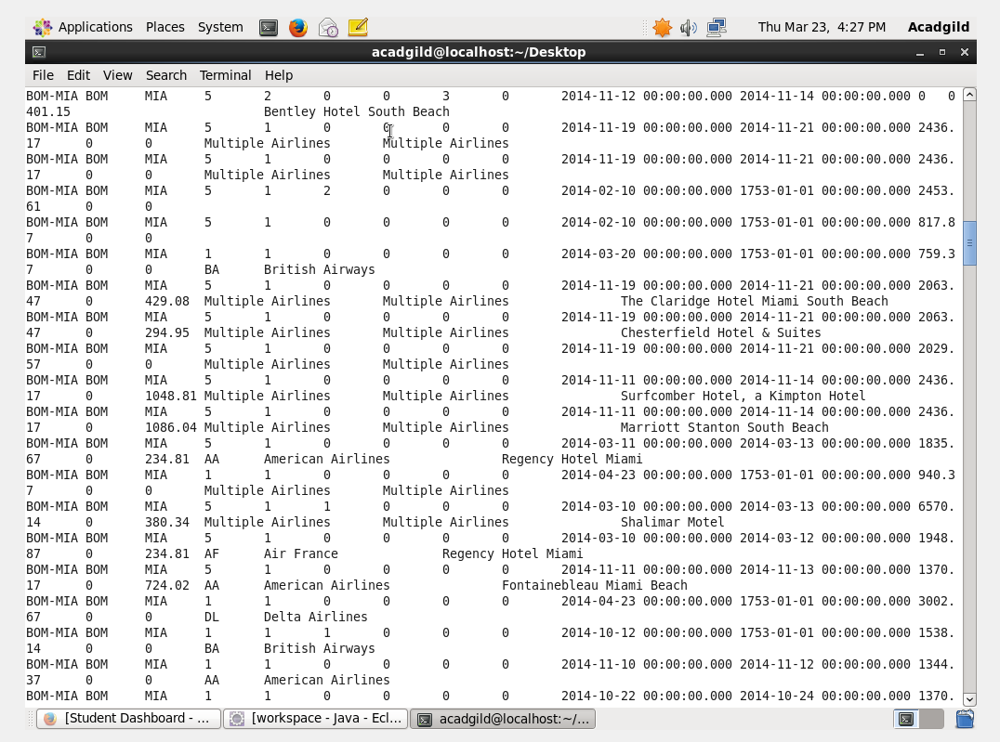 Applications Places System Thu Mar 23, 4:27 PM Acadgild
acadgild@localhost:~/Desktop
File Edit View Search Terminal Help
BOM-MIA BOM MIA 5 2 0 0 3 0 2014-11-12 00:00:00.000 2014-11-14 00:00:00.000 0 0
401.15 Bentley Hotel South Beach
BOM-MIA BOM MIA 5 1 0 0 0 0 2014-11-19 00:00:00.000 2014-11-21 00:00:00.000 2436.
17 0 0 Multiple Airlines Multiple Airlines
BOM-MIA BOM MIA 5 1 0 0 0 0 2014-11-19 00:00:00.000 2014-11-21 00:00:00.000 2436.
17 0 0 Multiple Airlines Multiple Airlines
BOM-MIA BOM MIA 5 1 2 0 0 0 2014-02-10 00:00:00.000 1753-01-01 00:00:00.000 2453.
61 0 0
BOM-MIA BOM MIA 5 1 0 0 0 0 2014-02-10 00:00:00.000 1753-01-01 00:00:00.000 817.8
7 0 0
BOM-MIA BOM MIA 1 1 0 0 0 0 2014-03-20 00:00:00.000 1753-01-01 00:00:00.000 759.3
7 0 0 BA British Airways
BOM-MIA BOM MIA 5 1 0 0 0 0 2014-11-19 00:00:00.000 2014-11-21 00:00:00.000 2063.
47 0 429.08 Multiple Airlines Multiple Airlines The Claridge Hotel Miami South Beach
BOM-MIA BOM MIA 5 1 0 0 0 0 2014-11-19 00:00:00.000 2014-11-21 00:00:00.000 2063.
47 0 294.95 Multiple Airlines Multiple Airlines Chesterfield Hotel & Suites
BOM-MIA BOM MIA 5 1 0 0 0 0 2014-11-19 00:00:00.000 2014-11-21 00:00:00.000 2029.
57 0 0 Multiple Airlines Multiple Airlines
BOM-MIA BOM MIA 5 1 0 0 0 0 2014-11-11 00:00:00.000 2014-11-14 00:00:00.000 2436.
17 0 1048.81 Multiple Airlines Multiple Airlines Surfcomber Hotel, a Kimpton Hotel
BOM-MIA BOM MIA 5 1 0 0 0 0 2014-11-11 00:00:00.000 2014-11-14 00:00:00.000 2436.
17 0 1086.04 Multiple Airlines Multiple Airlines Marriott Stanton South Beach
BOM-MIA BOM MIA 5 1 0 0 0 0 2014-03-11 00:00:00.000 2014-03-13 00:00:00.000 1835.
67 0 234.81 AA American Airlines Regency Hotel Miami
BOM-MIA BOM MIA 1 1 0 0 0 0 2014-04-23 00:00:00.000 1753-01-01 00:00:00.000 940.3
7 0 0 Multiple Airlines Multiple Airlines
BOM-MIA BOM MIA 5 1 1 0 0 0 2014-03-10 00:00:00.000 2014-03-13 00:00:00.000 6570.
14 0 380.34 Multiple Airlines Multiple Airlines Shalimar Motel
BOM-MIA BOM MIA 5 1 0 0 0 0 2014-03-10 00:00:00.000 2014-03-12 00:00:00.000 1948.
87 0 234.81 AF Air France Regency Hotel Miami
BOM-MIA BOM MIA 5 1 0 0 0 0 2014-11-11 00:00:00.000 2014-11-13 00:00:00.000 1370.
17 0 724.02 AA American Airlines Fontainebleau Miami Beach
BOM-MIA BOM MIA 1 1 0 0 0 0 2014-04-23 00:00:00.000 1753-01-01 00:00:00.000 3002.
67 0 0 DL Delta Airlines
BOM-MIA BOM MIA 1 1 1 0 0 0 2014-10-12 00:00:00.000 1753-01-01 00:00:00.000 1538.
14 0 0 BA British Airways
BOM-MIA BOM MIA 1 1 0 0 0 0 2014-11-10 00:00:00.000 2014-11-12 00:00:00.000 1344.
37 0 0 AA American Airlines
BOM-MIA BOM MIA 1 1 0 0 0 0 2014-10-22 00:00:00.000 2014-10-24 00:00:00.000 1370.
[Student Dashboard - ... [workspace - Java - Ecl... acadgild@localhost:~/...